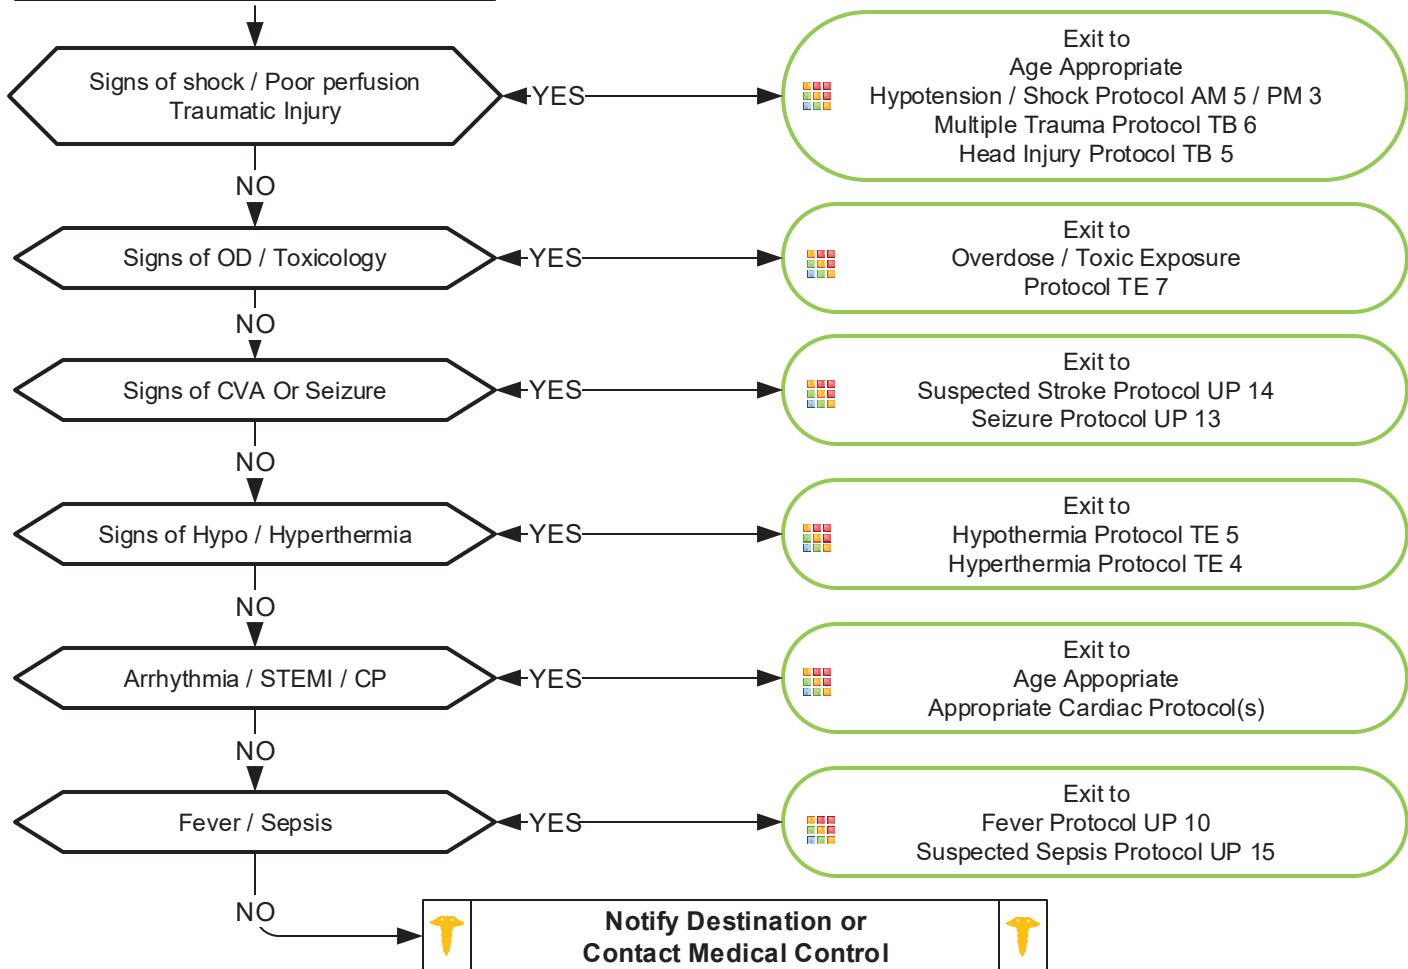 Signs of shock / Poor perfusion
Traumatic Injury
YES
Exit to
Age Appropriate
Hypotension / Shock Protocol AM 5 / PM 3
Multiple Trauma Protocol TB 6
Head Injury Protocol TB 5
NO
Signs of OD / Toxicology
YES
Exit to
Overdose / Toxic Exposure
Protocol TE 7
NO
Signs of CVA Or Seizure
YES
Exit to
Suspected Stroke Protocol UP 14
Seizure Protocol UP 13
NO
Signs of Hypo / Hyperthermia
YES
Exit to
Hypothermia Protocol TE 5
Hyperthermia Protocol TE 4
NO
Arrhythmia / STEMI / CP
YES
Exit to
Age Appopriate
Appropriate Cardiac Protocol(s)
NO
Fever / Sepsis
YES
Exit to
Fever Protocol UP 10
Suspected Sepsis Protocol UP 15
NO
Notify Destination or
Contact Medical Control